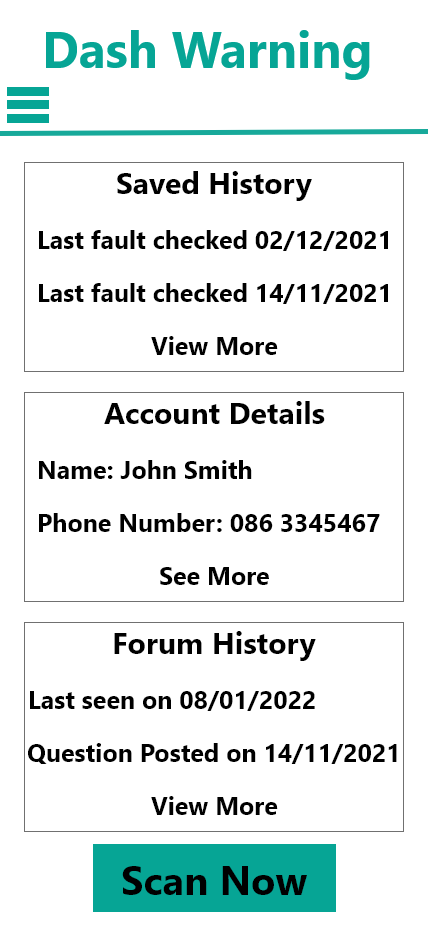 Dash Warning
Saved History
Last fault checked 02/12/2021
Last fault checked 14/11/2021
View More
Account Details
Name: John Smith
Phone Number: 086 3345467
See More
Forum History
Last seen on 08/01/2022
Question Posted on 14/11/2021
View More
Scan Now